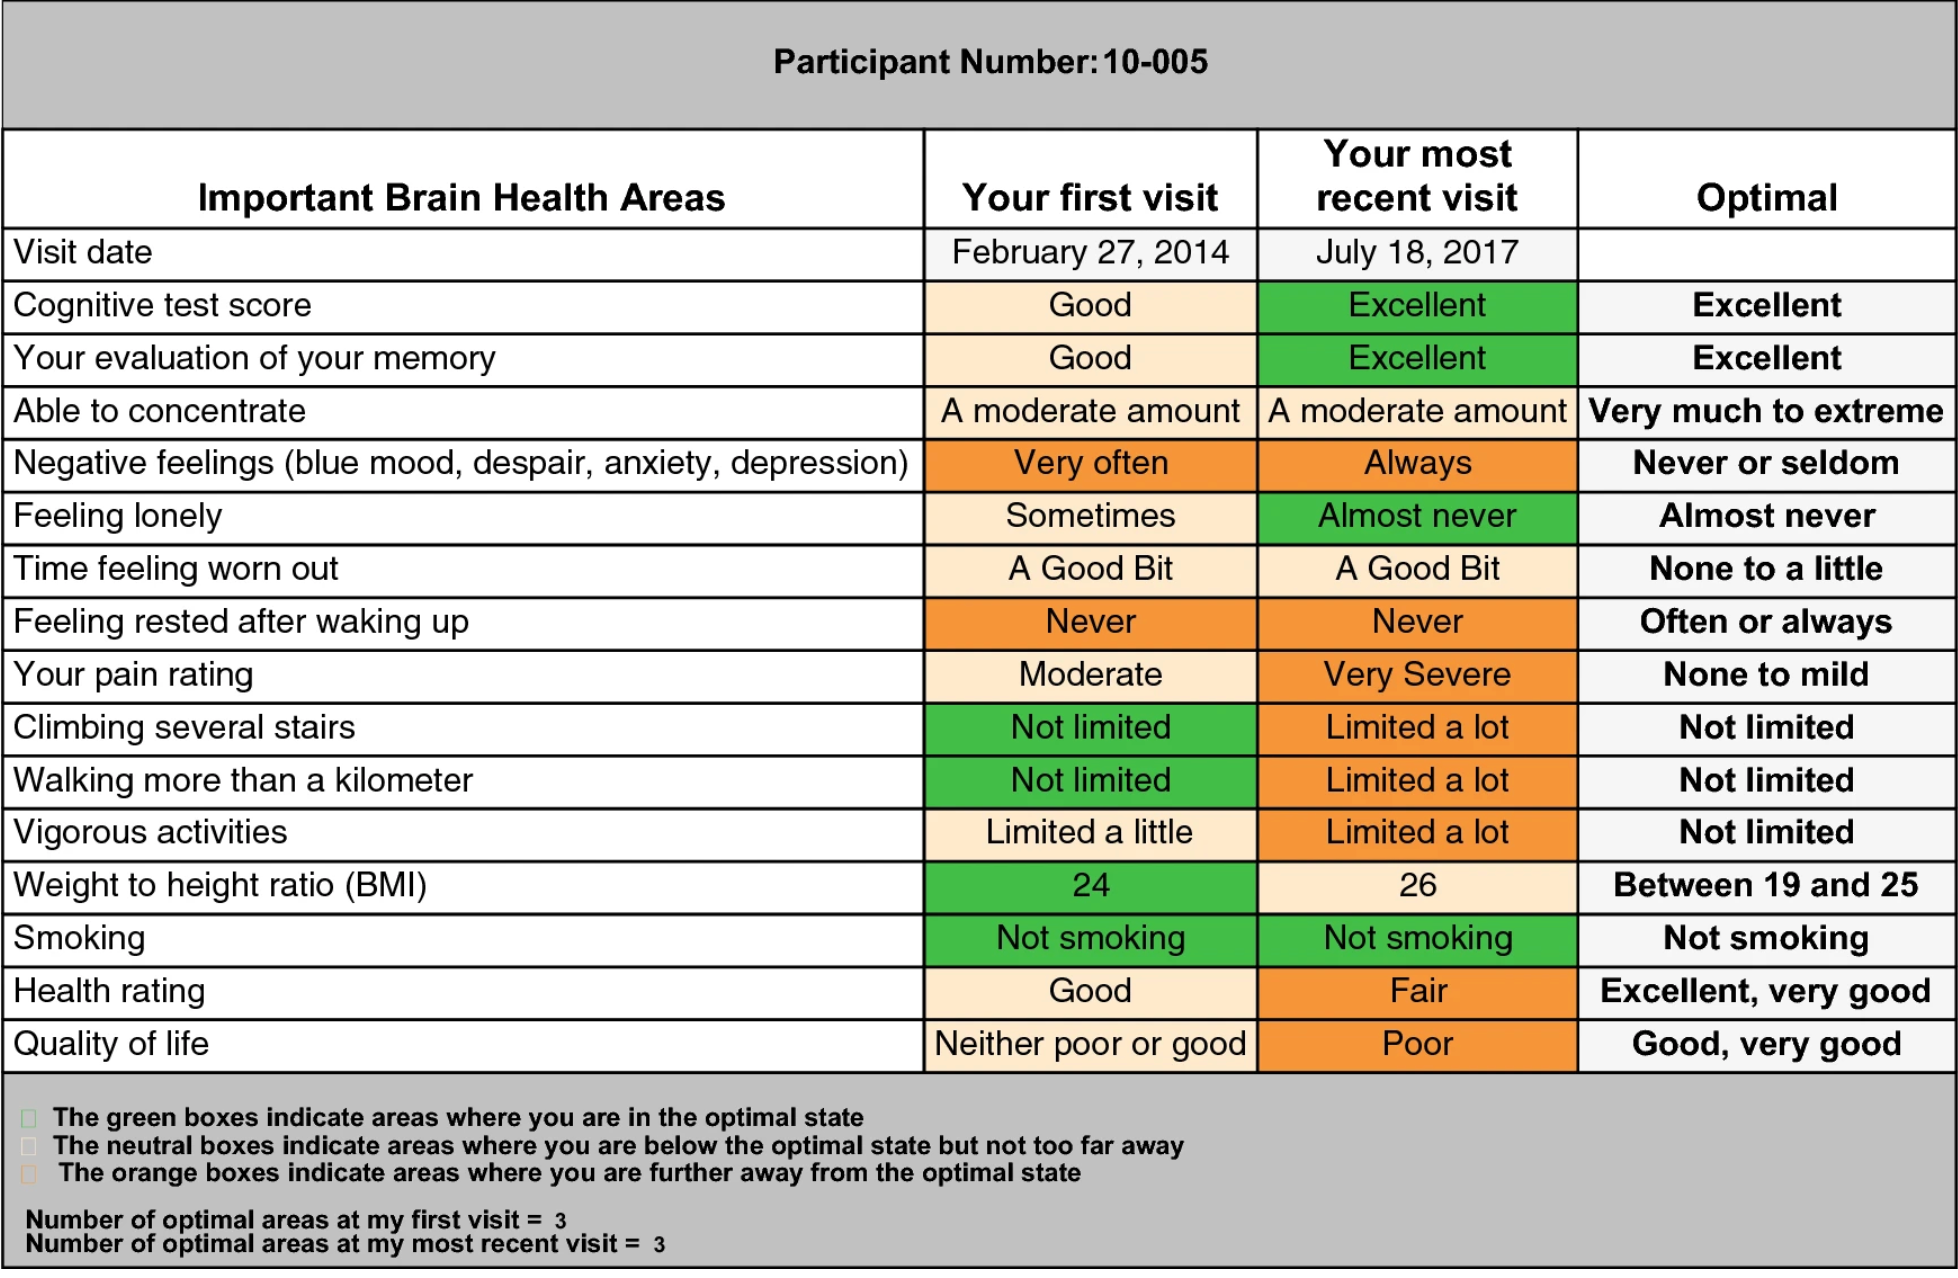 Participant Number:10-005
Important Brain Health Areas Your first visit Your most recent visit Optimal
Visit date February 27, 2014 July 18, 2017
Cognitive test score Good Excellent Excellent
Your evaluation of your memory Good Excellent Excellent
Able to concentrate A moderate amount A moderate amount Very much to extreme
Negative feelings (blue mood, despair, anxiety, depression) Very often Always Never or seldom
Feeling lonely Sometimes Almost never Almost never
Time feeling worn out A Good Bit A Good Bit None to a little
Feeling rested after waking up Never Never Often or always
Your pain rating Moderate Very Severe None to mild
Climbing several stairs Not limited Limited a lot Not limited
Walking more than a kilometer Not limited Limited a lot Not limited
Vigorous activities Limited a little Limited a lot Not limited
Weight to height ratio (BMI) 24 26 Between 19 and 25
Smoking Not smoking Not smoking Not smoking
Health rating Good Fair Excellent, very good
Quality of life Neither poor or good Poor Good, very good
The green boxes indicate areas where you are in the optimal state
The neutral boxes indicate areas where you are below the optimal state but not too far away
The orange boxes indicate areas where you are further away from the optimal state
Number of optimal areas at my first visit = 3
Number of optimal areas at my most recent visit = 3